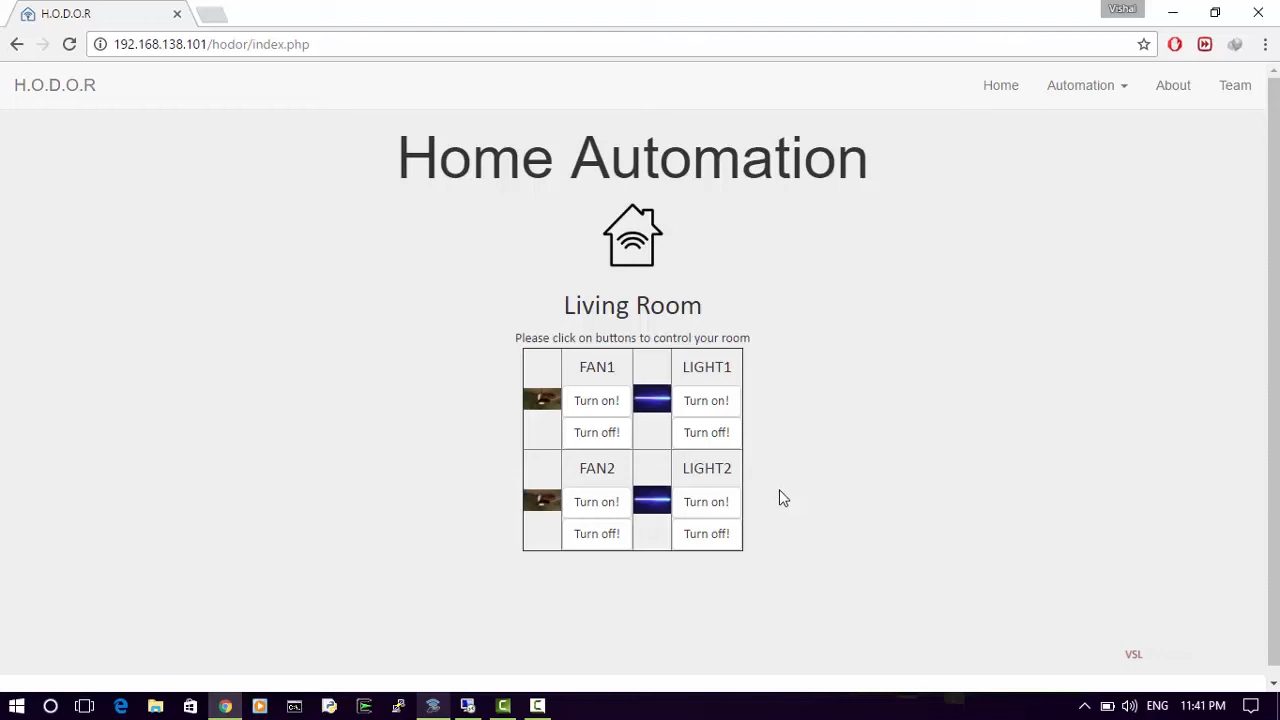 H.O.D.O.R
Vishal
192.168.138.101/hodor/index.php
H.O.D.O.R
Home
Automation
About
Team
Home Automation
Living Room
Please click on buttons to control your room
FAN1
LIGHT1
Turn on!
Turn on!
Turn off!
Turn off!
FAN2
LIGHT2
Turn on!
Turn on!
Turn off!
Turn off!
VSL
ENG
11:41 PM